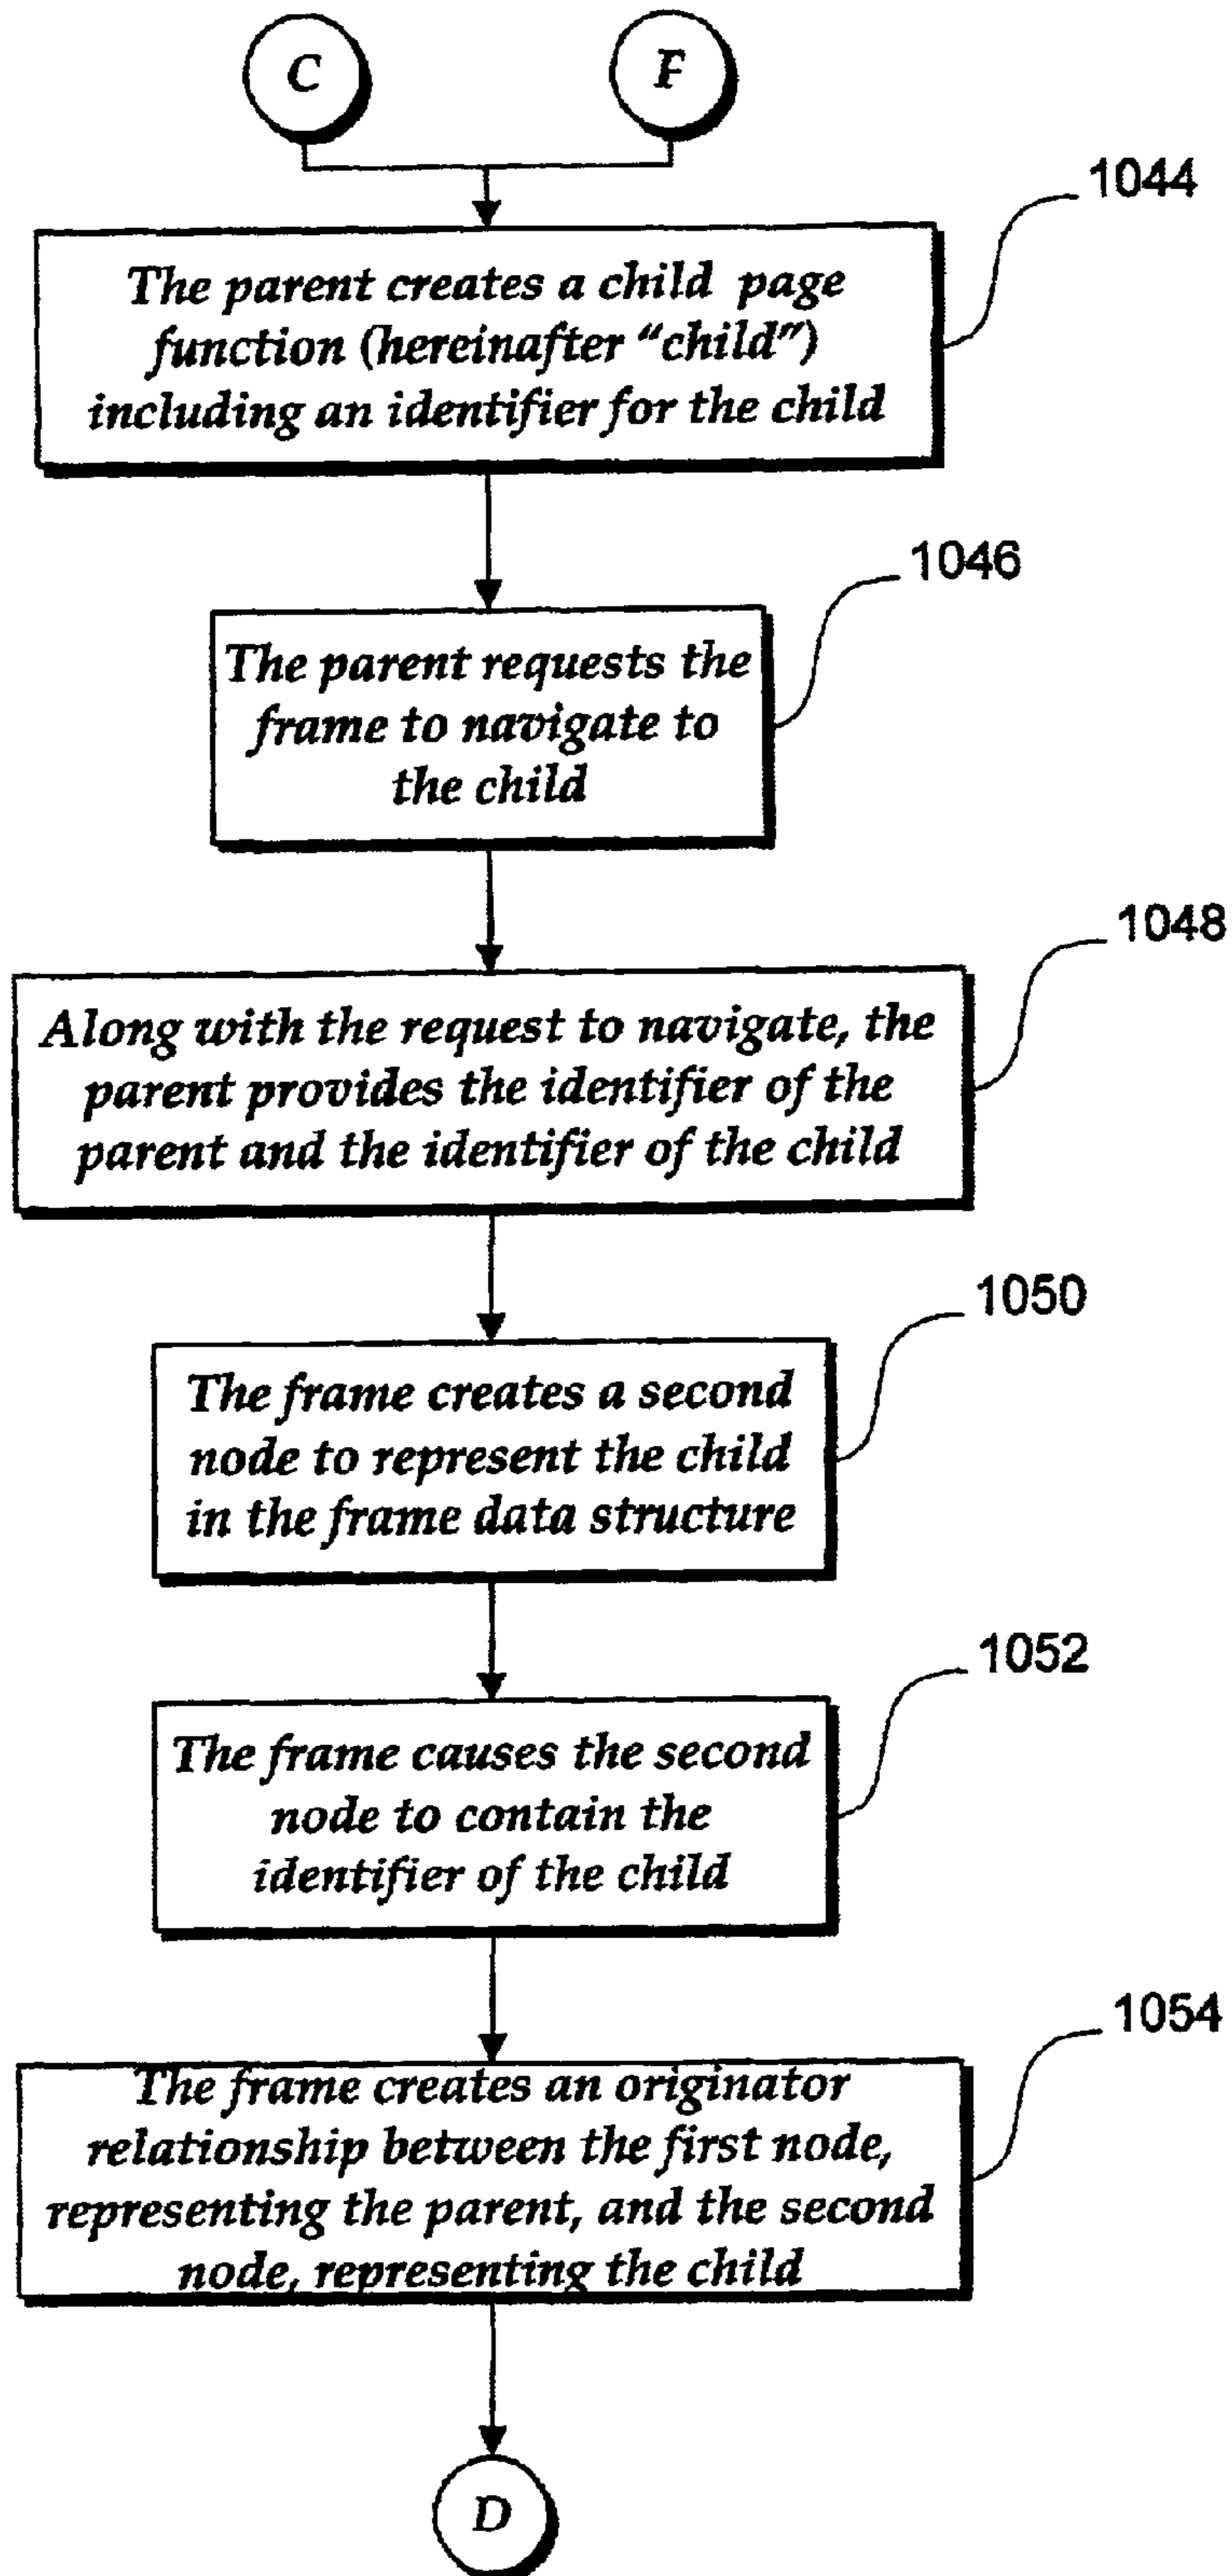 C
F
1044
The parent creates a child page
function (hereinafter “child”)
including an identifier for the child
1046
The parent requests the
frame to navigate to
the child
1048
Along with the request to navigate, the
parent provides the identifier of the
parent and the identifier of the child
1050
The frame creates a second
node to represent the child
in the frame data structure
1052
The frame causes the second
node to contain the
identifier of the child
1054
The frame creates an originator
relationship between the first node,
representing the parent, and the second
node, representing the child
D